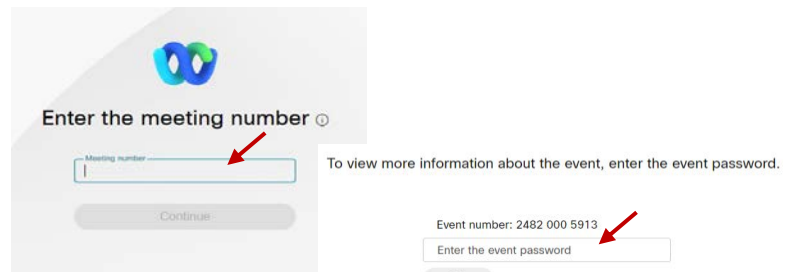 Enter the meeting number
Meeting number
Continue
To view more information about the event, enter the event password.
Event number: 2482 000 5913
Enter the event password